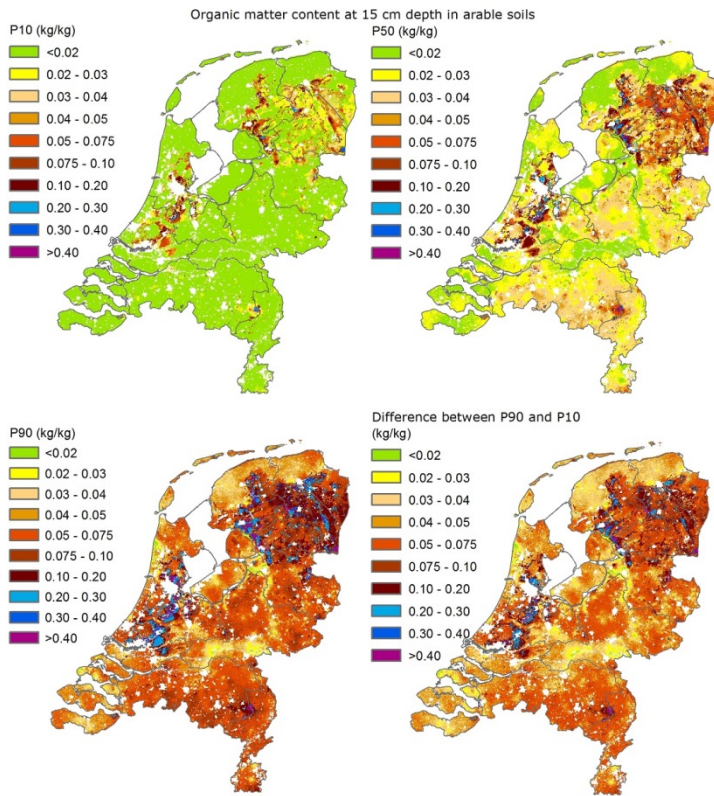 Organic matter content at 15 cm depth in arable soils
P10 (kg/kg)
<0.02
0.02 - 0.03
0.03 - 0.04
0.04 - 0.05
0.05 - 0.075
0.075 - 0.10
0.10 - 0.20
0.20 - 0.30
0.30 - 0.40
>0.40
P50 (kg/kg)
<0.02
0.02 - 0.03
0.03 - 0.04
0.04 - 0.05
0.05 - 0.075
0.075 - 0.10
0.10 - 0.20
0.20 - 0.30
0.30 - 0.40
>0.40
P90 (kg/kg)
<0.02
0.02 - 0.03
0.03 - 0.04
0.04 - 0.05
0.05 - 0.075
0.075 - 0.10
0.10 - 0.20
0.20 - 0.30
0.30 - 0.40
>0.40
Difference between P90 and P10
(kg/kg)
<0.02
0.02 - 0.03
0.03 - 0.04
0.04 - 0.05
0.05 - 0.075
0.075 - 0.10
0.10 - 0.20
0.20 - 0.30
0.30 - 0.40
>0.40